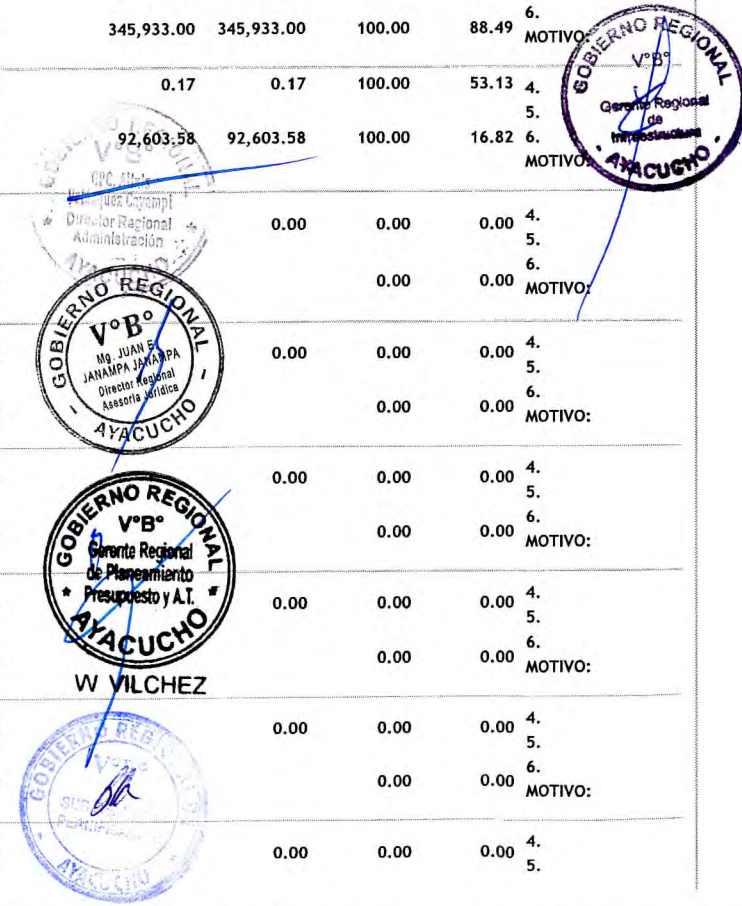 6.
345,933.00 345,933.00 100.00 88.49 MOTIVO:
GOBIERNO REGIONAL
V°B°
Gerente Regional
de
Infraestructura
- AYACUCHO -
0.17 0.17 100.00 53.13 4.
5.
92,603.58 92,603.58 100.00 16.82 6.
MOTIVO:
V°B°
CPC.
Director Regional
Administración
AYACUCHO
0.00 0.00 0.00 4.
5.
6.
0.00 0.00 MOTIVO:
GOBIERNO REGIONAL
V°B°
Mg. JUAN E.
JANAMPA JANAMPA
Director Regional
Asesoría Jurídica
- AYACUCHO -
0.00 0.00 0.00 4.
5.
6.
0.00 0.00 MOTIVO:
GOBIERNO REGIONAL
V°B°
Gerente Regional
de Planeamiento
Presupuesto y A.T.
* AYACUCHO *
W VILCHEZ
0.00 0.00 0.00 4.
5.
6.
0.00 0.00 MOTIVO:
0.00 0.00 0.00 4.
5.
6.
0.00 0.00 MOTIVO:
GOBIERNO REGIONAL
AYACUCHO
0.00 0.00 0.00 4.
5.
6.
0.00 0.00 MOTIVO:
0.00 0.00 0.00 4.
5.